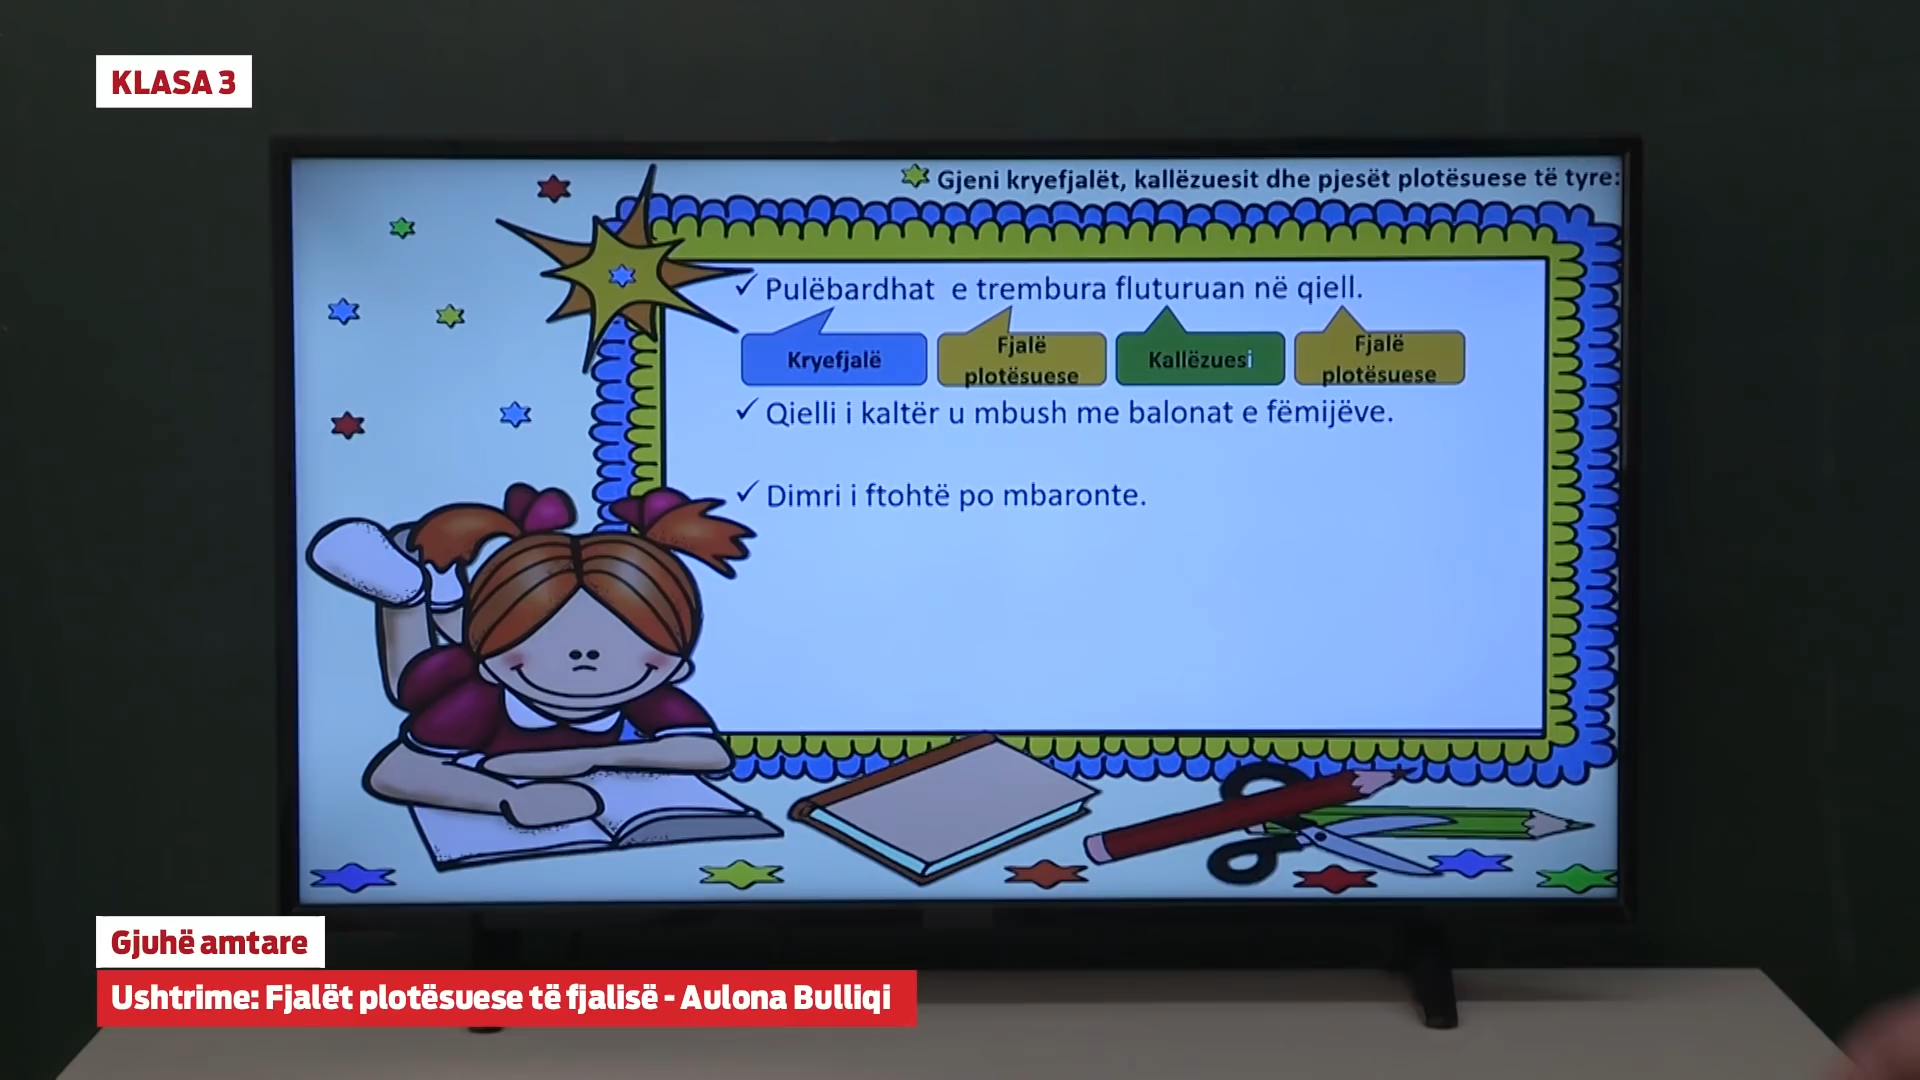 KLASA 3
Gjeni kryefjalët, kallëzuesit dhe pjesët plotësuese të tyre:
Pulëbardhat e trembura fluturuan në qiell.
Kryefjalë
Fjalë
plotësuese
Kallëzuesi
Fjalë
plotësuese
Qielli i kaltër u mbush me balonat e fëmijëve.
Dimri i ftohtë po mbaronte.
Gjuhë amtare
Ushtrime: Fjalët plotësuese të fjalisë - Aulona Bulliqi